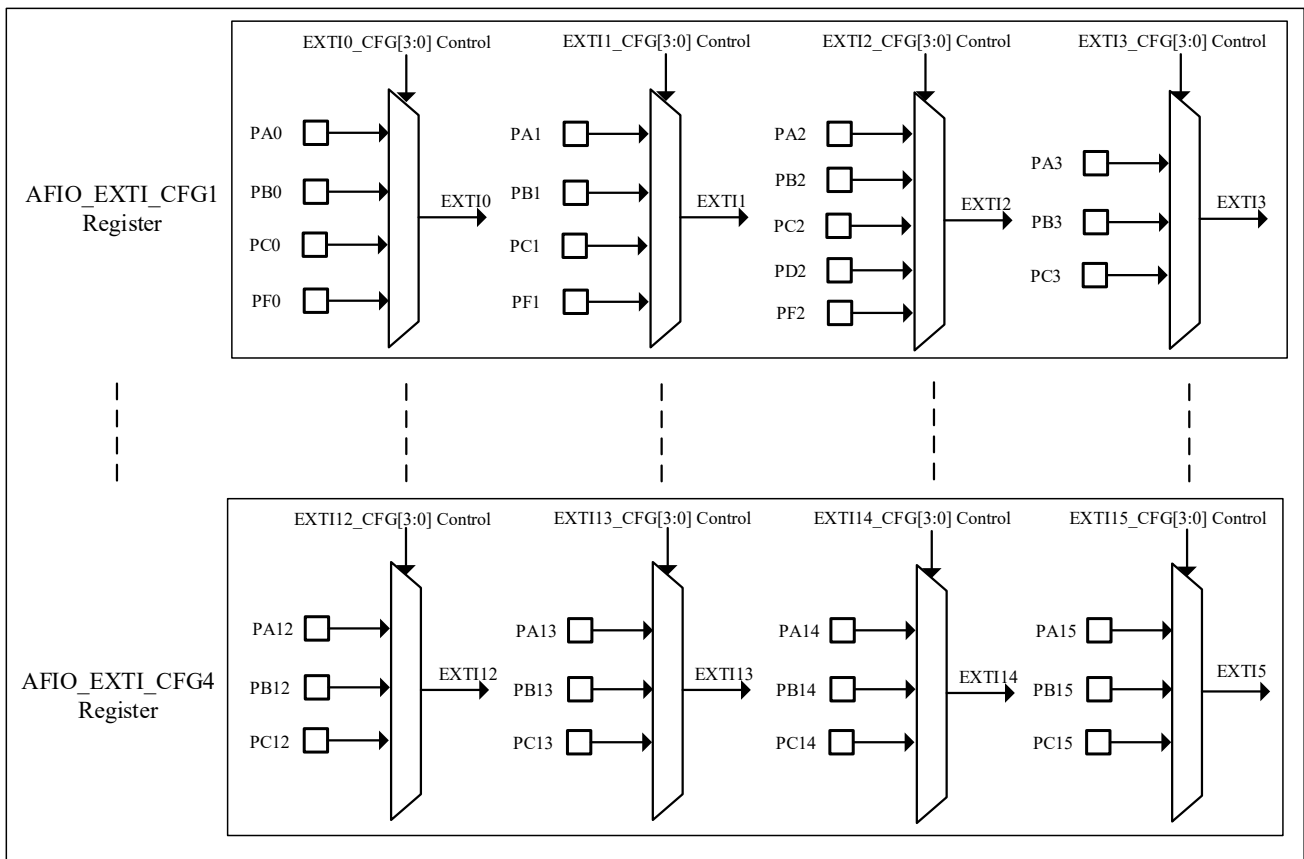 EXTI0_CFG[3:0] Control
EXTI1_CFG[3:0] Control
EXTI2_CFG[3:0] Control
EXTI3_CFG[3:0] Control
AFIO_EXTI_CFG1
Register
PA0
PB0
PC0
PF0
EXTI0
PA1
PB1
PC1
PF1
EXTI1
PA2
PB2
PC2
PD2
PF2
EXTI2
PA3
PB3
PC3
EXTI3
EXTI12_CFG[3:0] Control
EXTI13_CFG[3:0] Control
EXTI14_CFG[3:0] Control
EXTI15_CFG[3:0] Control
AFIO_EXTI_CFG4
Register
PA12
PB12
PC12
EXTI12
PA13
PB13
PC13
EXTI13
PA14
PB14
PC14
EXTI14
PA15
PB15
PC15
EXTI5